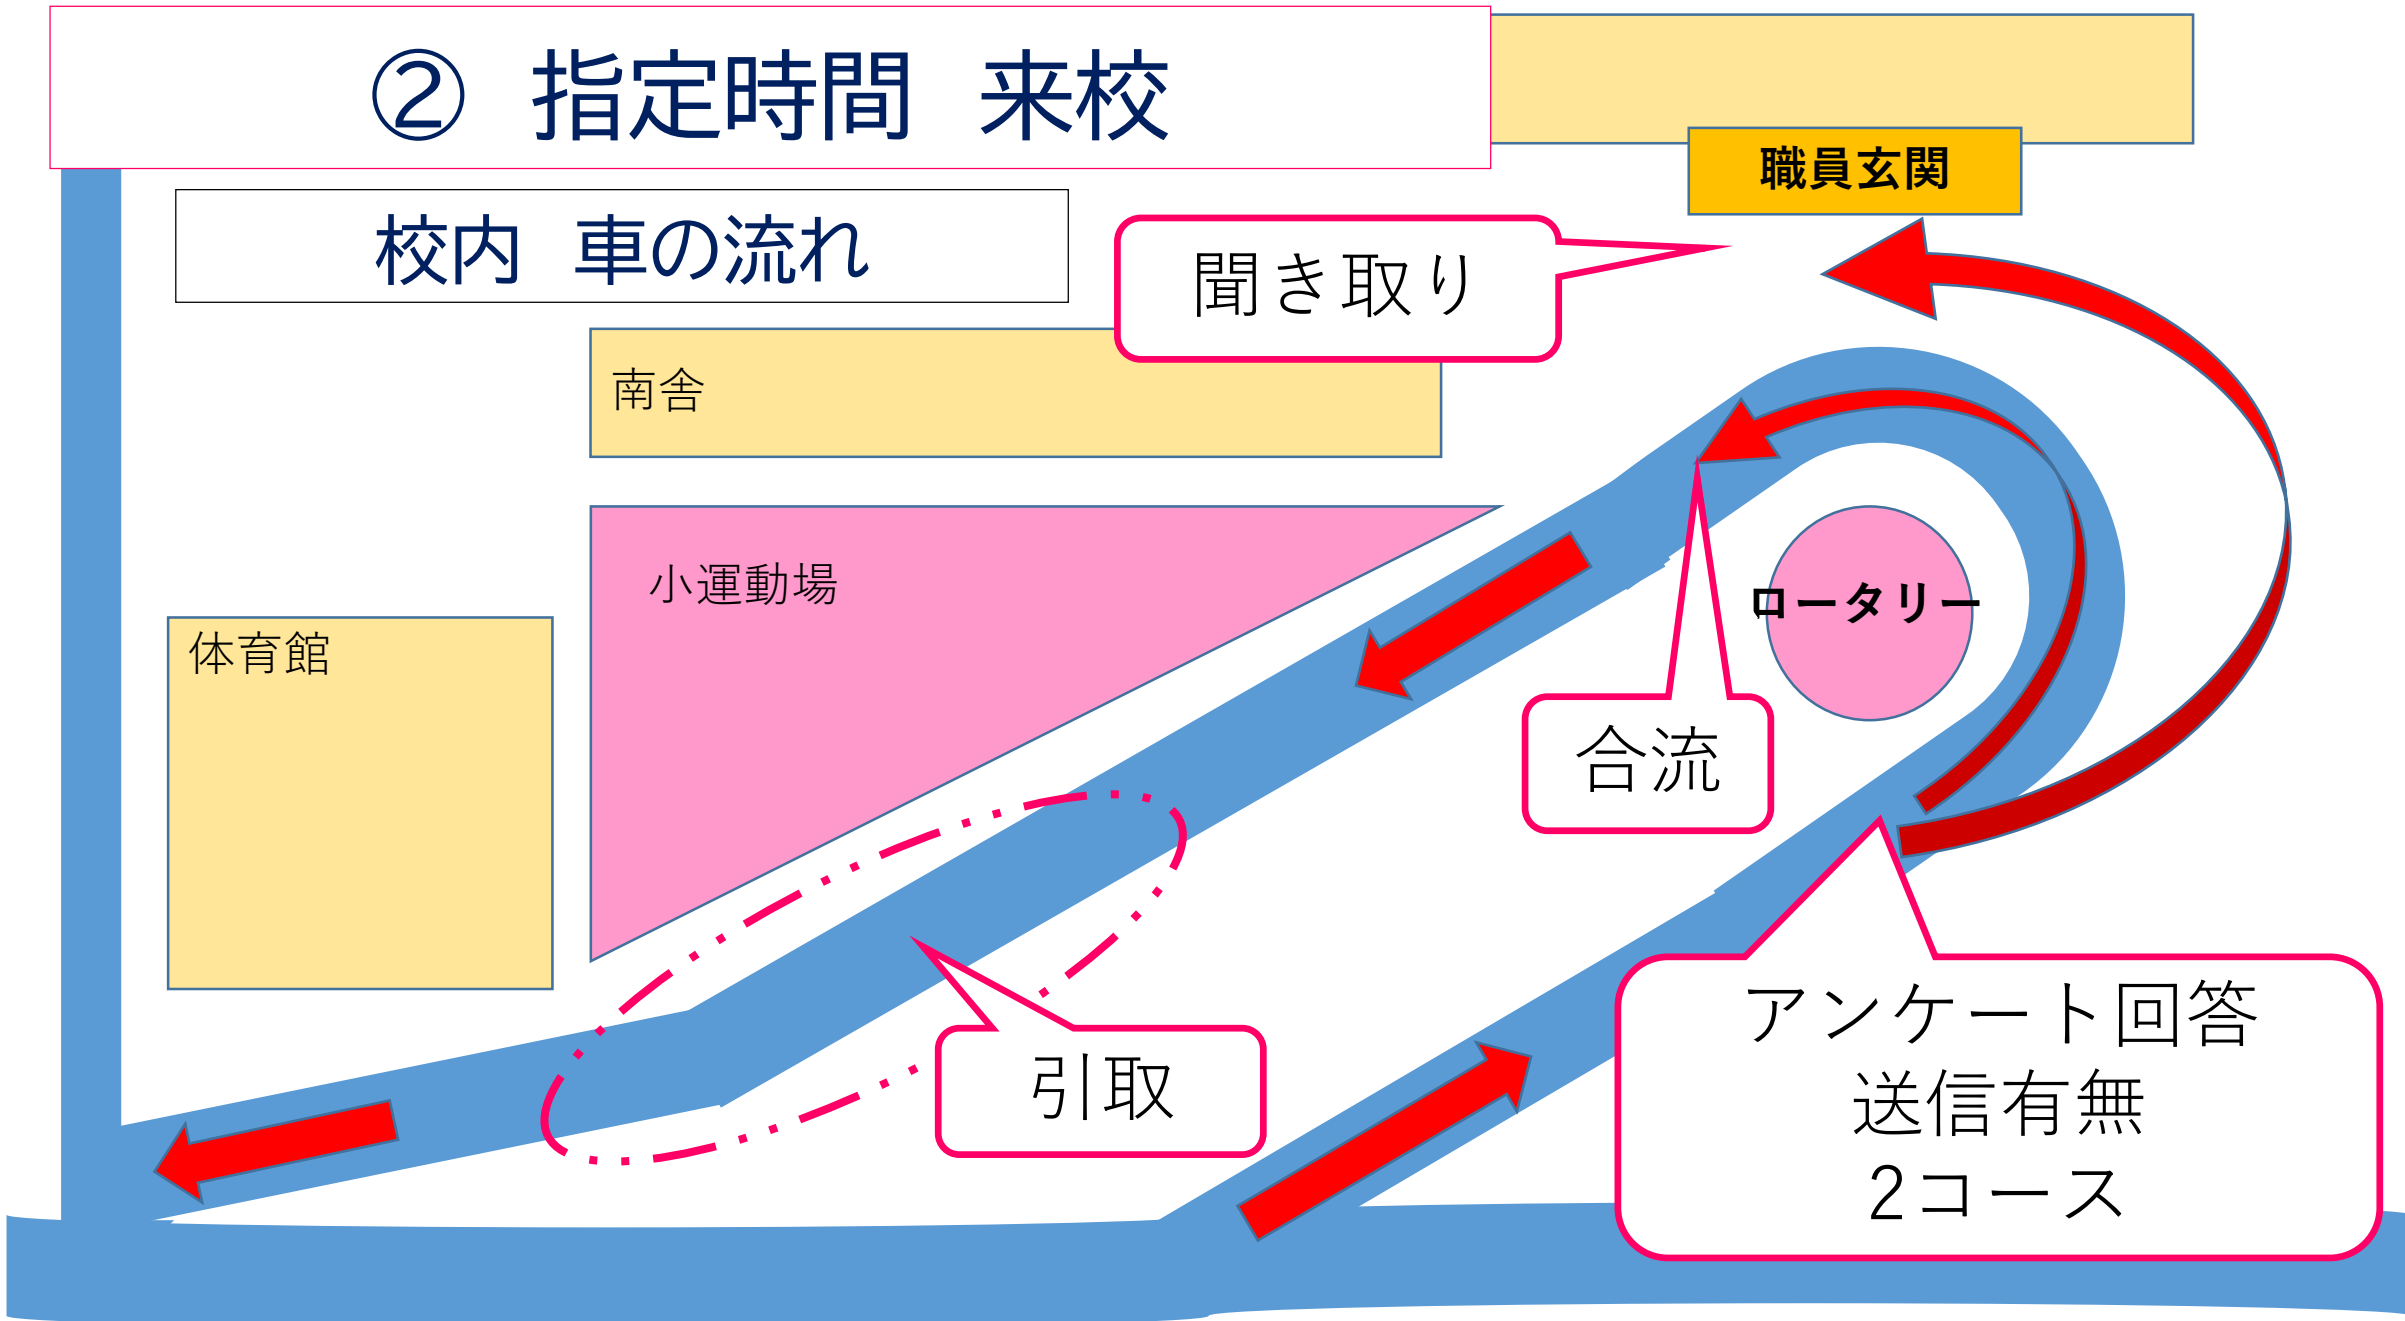 ② 指定時間 来校
職員玄関
校内 車の流れ
聞き取り
南舎
小運動場
体育館
ロータリー
合流
引取
アンケート回答
送信有無
2コース